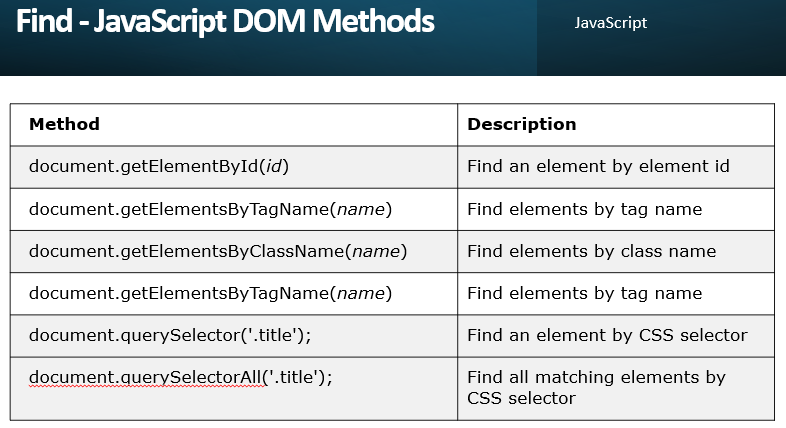 Find - JavaScript DOM Methods
JavaScript
Method
Description
document.getElementById(id)
Find an element by element id
document.getElementsByTagName(name)
Find elements by tag name
document.getElementsByClassName(name)
Find elements by class name
document.getElementsByTagName(name)
Find elements by tag name
document.querySelector('.title');
Find an element by CSS selector
document.querySelectorAll('.title');
Find all matching elements by
CSS selector